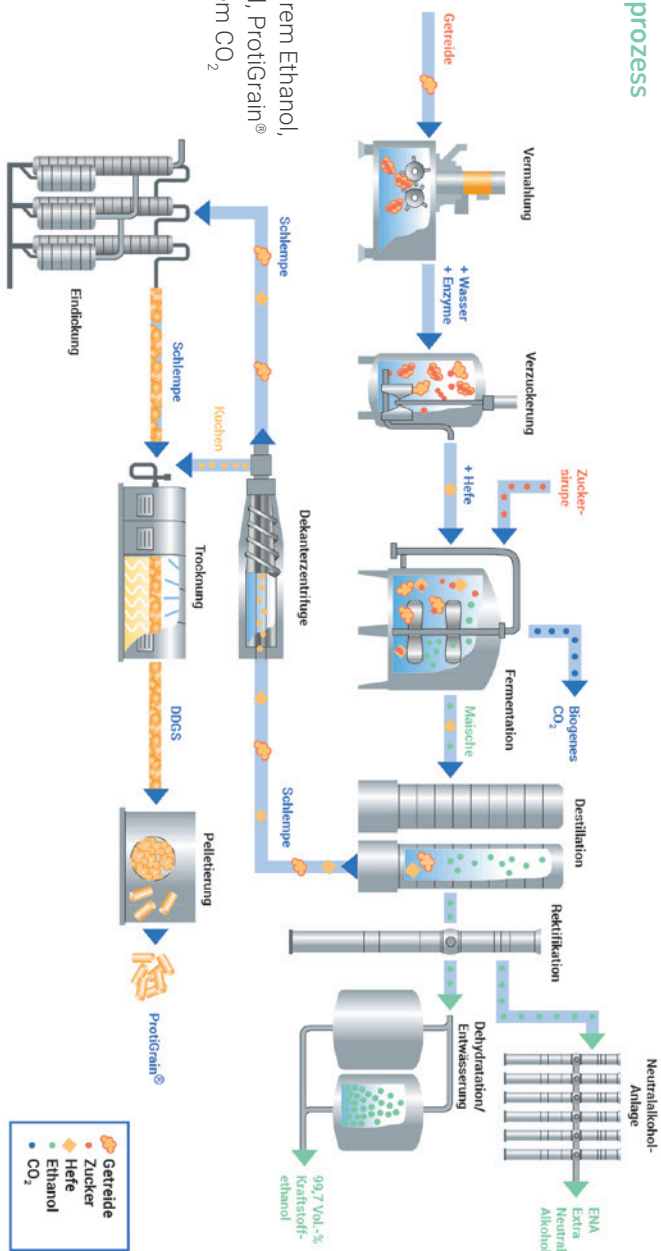 prozess
rem Ethanol,
l, ProtiGrain®
em CO₂
Getreide
Vermahlung
+ Wasser
+ Enzyme
Verzuckerung
+ Hefe
Zucker-
sirupe
Fermentation
Biogenes
CO₂
Maische
Destillation
Rektifikation
Neutralalkohol-
Anlage
ENA
Extra
Neutral
Alkohol
Dehydratation/
Entwässerung
99,7 Vol.-%
Kraftstoff-
ethanol
Schlempe
Dekanterzentrifuge
Kuchen
Schlempe
Eindickung
Schlempe
Trocknung
DDGS
Pelletierung
ProtiGrain®
Getreide
Zucker
Hefe
Ethanol
CO₂